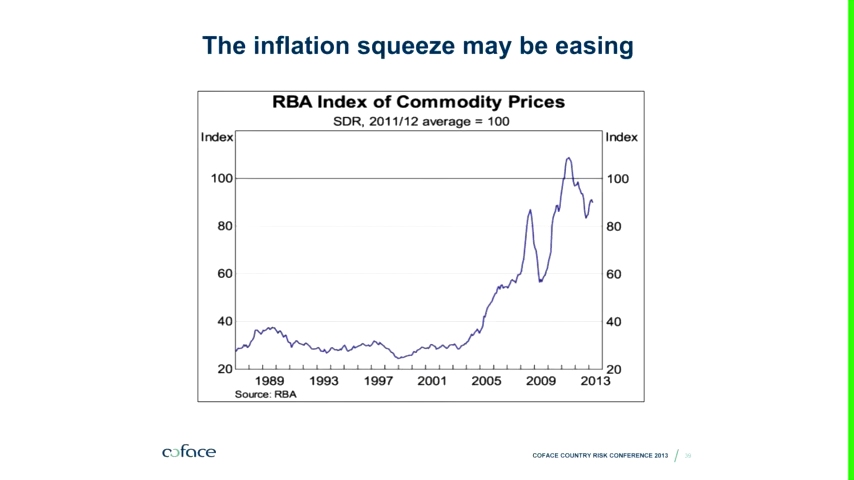 The inflation squeeze may be easing
RBA Index of Commodity Prices
SDR, 2011/12 average = 100
Index Index
100 100
80 80
60 60
40 40
20 20
1989 1993 1997 2001 2005 2009 2013
Source: RBA
coface
COFACE COUNTRY RISK CONFERENCE 2013 /